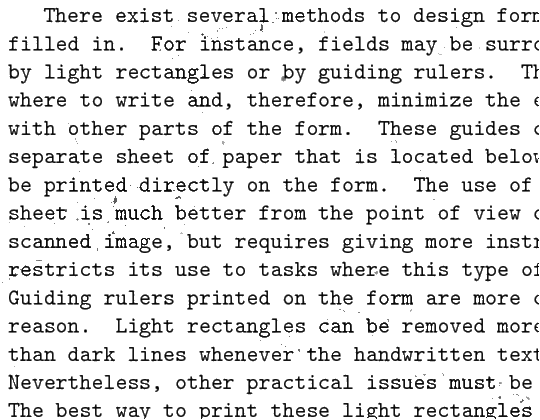 There exist several methods to design
filled in. For instance, fields may be
by light rectangles or by guiding rulers.
where to write and, therefore, minimize the
with other parts of the form. These guides
separate sheet of paper that is located
be printed directly on the form. The use of
sheet is much better from the point of view
scanned image, but requires giving more
restricts its use to tasks where this type of
Guiding rulers printed on the form are more
reason. Light rectangles can be removed more
than dark lines whenever the handwritten text
Nevertheless, other practical issues must be
The best way to print these light rectangles